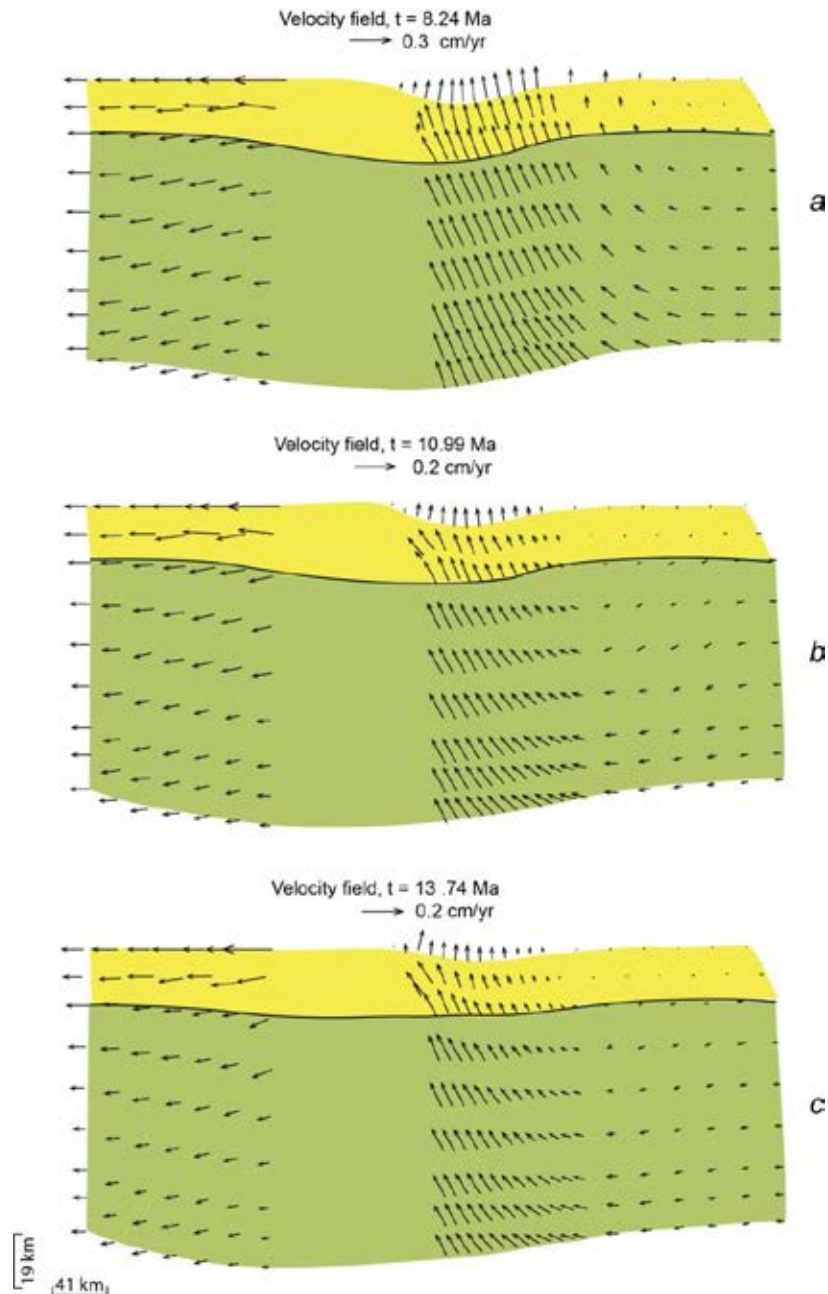 Velocity field, t = 8.24 Ma
0.3 cm/yr
a
Velocity field, t = 10.99 Ma
0.2 cm/yr
b
Velocity field, t = 13 .74 Ma
0.2 cm/yr
c
19 km
41 km